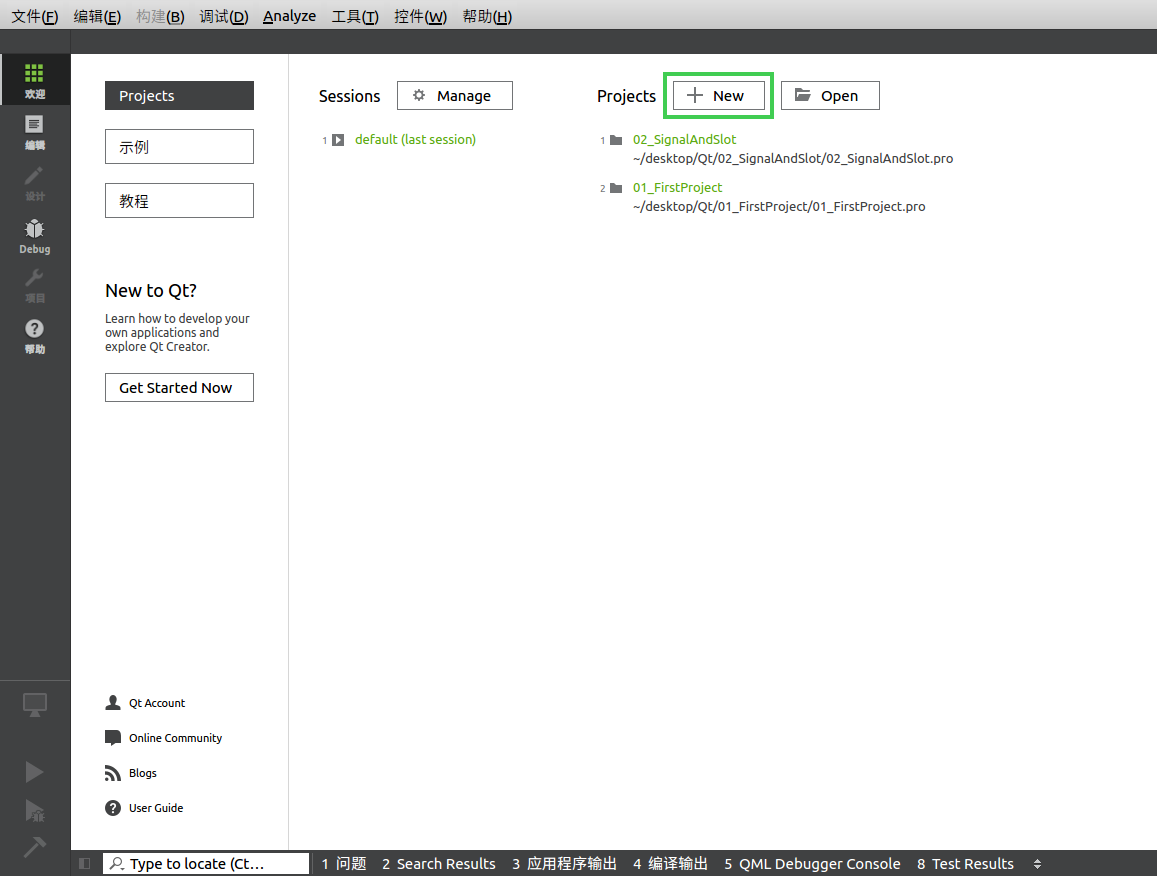 文件(F) 编辑(E) 构建(B) 调试(D) Analyze 工具(T) 控件(W) 帮助(H)
欢迎
编辑
设计
Debug
项目
帮助
Projects
示例
教程
New to Qt?
Learn how to develop your
own applications and
explore Qt Creator.
Get Started Now
Qt Account
Online Community
Blogs
User Guide
Sessions Manage
1 default (last session)
Projects New Open
1 02_SignalAndSlot
~/desktop/Qt/02_SignalAndSlot/02_SignalAndSlot.pro
2 01_FirstProject
~/desktop/Qt/01_FirstProject/01_FirstProject.pro
Type to locate (Ct... 1 问题 2 Search Results 3 应用程序输出 4 编译输出 5 QML Debugger Console 8 Test Results